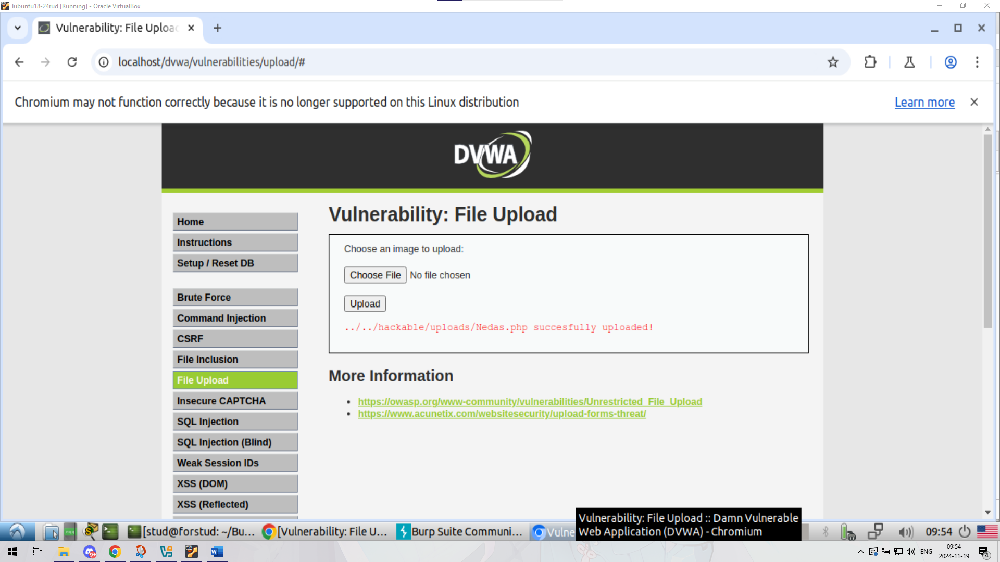 lubuntu18-24rud [Running] - Oracle VirtualBox
Vulnerability: File Upload
localhost/dvwa/vulnerabilities/upload/#
Chromium may not function correctly because it is no longer supported on this Linux distribution
Learn more
DVWA
Home
Instructions
Setup / Reset DB
Brute Force
Command Injection
CSRF
File Inclusion
File Upload
Insecure CAPTCHA
SQL Injection
SQL Injection (Blind)
Weak Session IDs
XSS (DOM)
XSS (Reflected)
Vulnerability: File Upload
Choose an image to upload:
Choose File No file chosen
Upload
../../hackable/uploads/Nedas.php succesfully uploaded!
More Information
https://owasp.org/www-community/vulnerabilities/Unrestricted_File_Upload
https://www.acunetix.com/websitesecurity/upload-forms-threat/
Vulnerability: File Upload :: Damn Vulnerable
Web Application (DVWA) - Chromium
[stud@forstud: ~/Bu...
[Vulnerability: File U...
Burp Suite Communi...
Vulne
09:54
ENG
09:54
2024-11-19
4